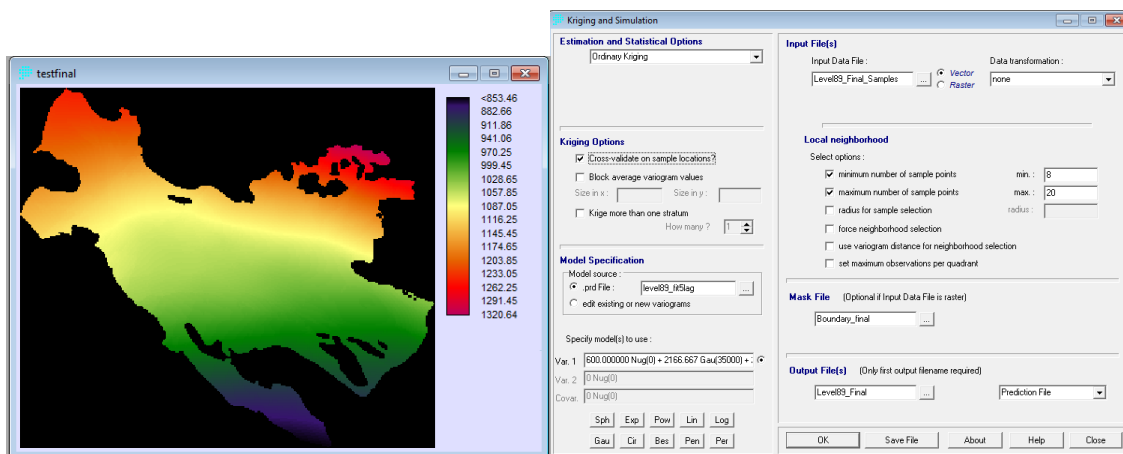 testfinal
<853.46
882.66
911.86
941.06
970.25
999.45
1028.65
1057.85
1087.05
1116.25
1145.45
1174.65
1203.85
1233.05
1262.25
1291.45
1320.64
Kriging and Simulation
Estimation and Statistical Options
Ordinary Kriging
Kriging Options
Cross-validate on sample locations?
Block average variogram values
Size in x : Size in y :
Krige more than one stratum
How many ? 1
Model Specification
Model source :
.prd File : level89_fit5lag ...
edit existing or new variograms
Specify model(s) to use :
Var. 1 600.000000 Nug(0) + 2166.667 Gau(35000) +
Var. 2 0 Nug(0)
Covar. 0 Nug(0)
Sph Exp Pow Lin Log
Gau Cir Bes Pen Per
Input File(s)
Input Data File : Data transformation :
Level89_Final_Samples ... Vector none
Raster
Local neighborhood
Select options :
minimum number of sample points min. : 8
maximum number of sample points max. : 20
radius for sample selection radius :
force neighborhood selection
use variogram distance for neighborhood selection
set maximum observations per quadrant
Mask File (Optional if Input Data File is raster)
Boundary_final ...
Output File(s) (Only first output filename required)
Level89_Final ... Prediction File
OK Save File About Help Close